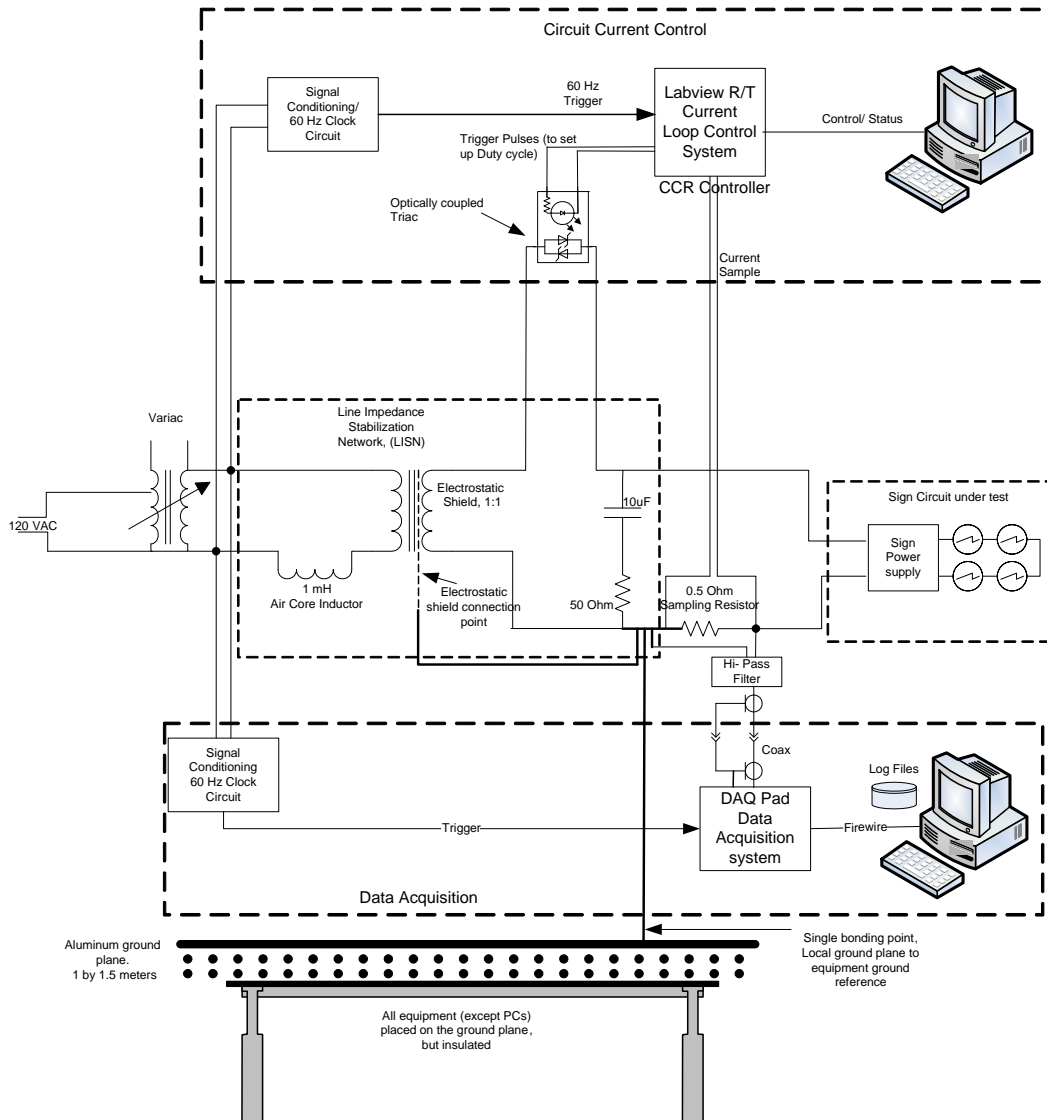 Circuit Current Control
Signal
Conditioning/
60 Hz Clock
Circuit
60 Hz
Trigger
Labview R/T
Current
Loop Control
System
CCR Controller
Control/ Status
Trigger Pulses (to set
up Duty cycle)
Optically coupled
Triac
Current
Sample
Variac
Line Impedance
Stabilization
Network, (LISN)
120 VAC
Electrostatic
Shield, 1:1
10uF
1 mH
Air Core Inductor
Electrostatic
shield connection
point
50 Ohm
0.5 Ohm
Sampling Resistor
Sign Circuit under test
Sign
Power
supply
Hi- Pass
Filter
Coax
Signal
Conditioning
60 Hz Clock
Circuit
Trigger
DAQ Pad
Data
Acquisition
system
Log Files
Firewire
Data Acquisition
Aluminum ground
plane.
1 by 1.5 meters
Single bonding point,
Local ground plane to
equipment ground
reference
All equipment (except PCs)
placed on the ground plane,
but insulated